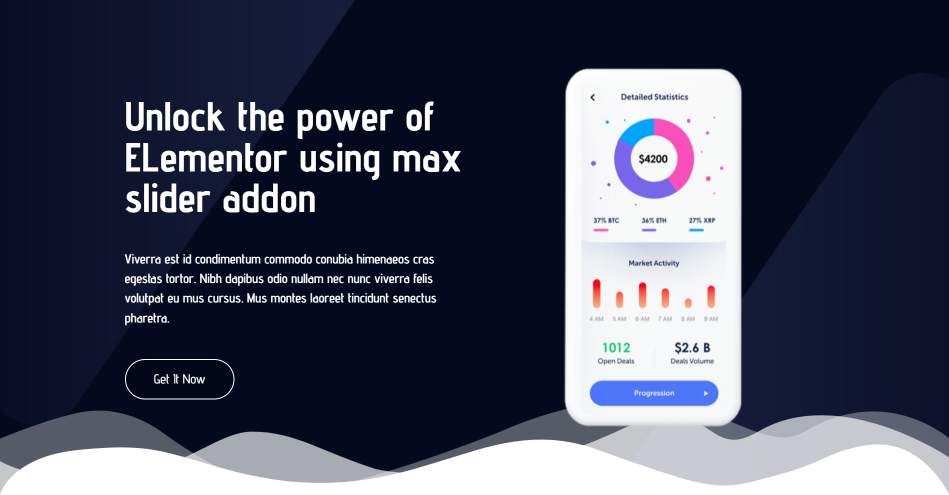 Unlock the power of
ELementor using max
slider addon
Viverra est id condimentum commodo conubia himenaeos cras
egestas tortor. Nibh dapibus odio nullam nec nunc viverra felis
volutpat eu mus cursus. Mus montes laoreet tincidunt senectus
pharetra.
Get It Now
Detailed Statistics
$4200
37% BTC 36% ETH 27% XRP
Market Activity
4 AM 5 AM 6 AM 7 AM 8 AM 9 AM
1012 $2.6 B
Open Deals Deals Volume
Progression